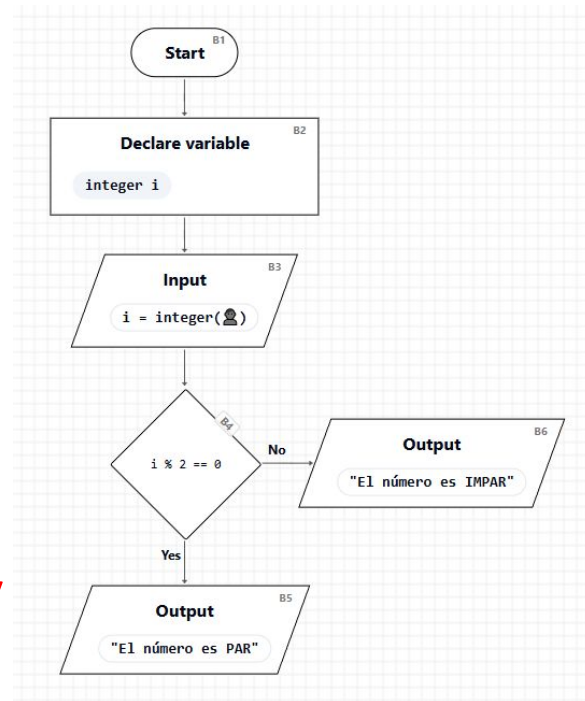 Start
B1
Declare variable
B2
integer i
Input
B3
i = integer(👤)
B4
i % 2 == 0
No
Output
B6
"El número es IMPAR"
Yes
Output
B5
"El número es PAR"